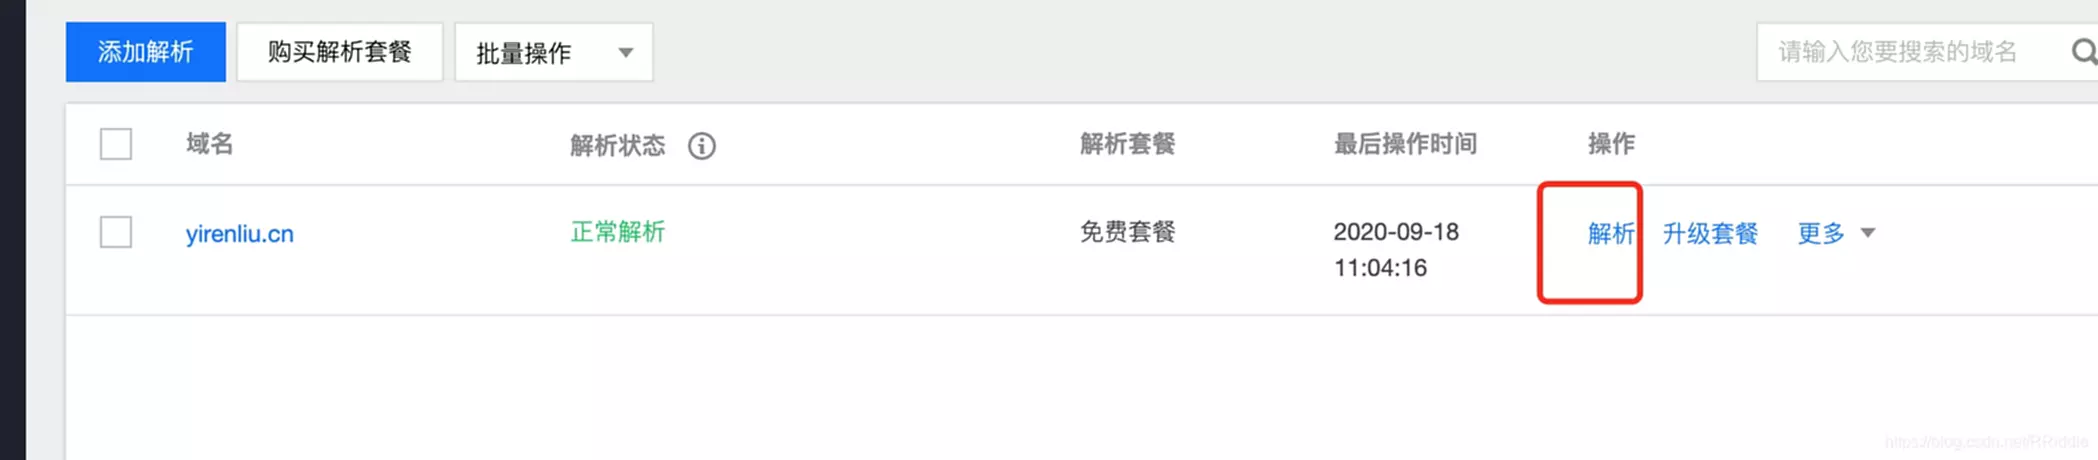 添加解析 购买解析套餐 批量操作 请输入您要搜索的域名
域名 解析状态 解析套餐 最后操作时间 操作
yirenliu.cn 正常解析 免费套餐 2020-09-18 解析 升级套餐 更多
11:04:16
https://blog.csdn.net/RRiddle